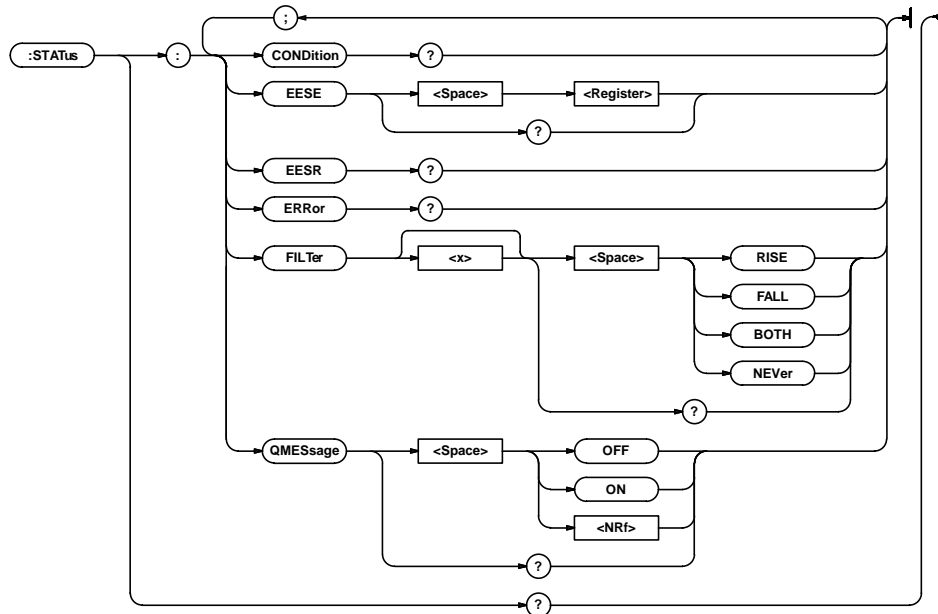 ;
:STATus : CONDition ?
EESE <Space> <Register>
?
EESR ?
ERRor ?
FILTer <x> <Space> RISE
FALL
BOTH
NEVer
?
QMESsage <Space> OFF
ON
<NRf>
?
?